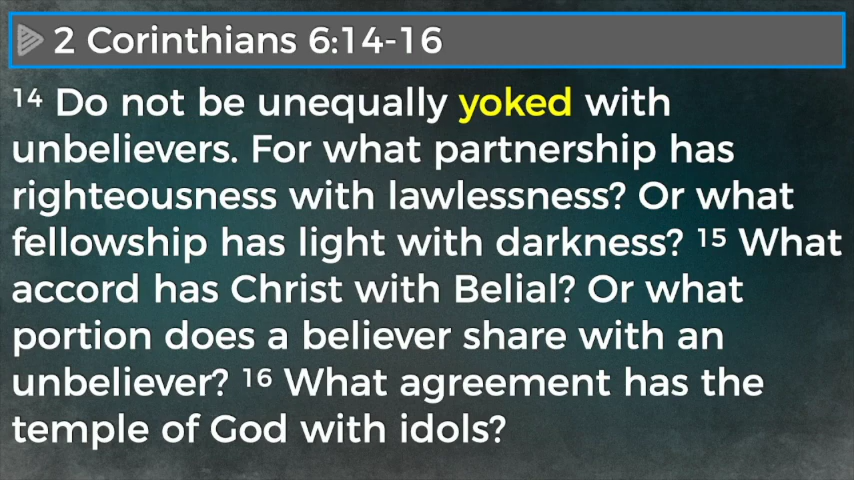 2 Corinthians 6:14-16
14 Do not be unequally yoked with
unbelievers. For what partnership has
righteousness with lawlessness? Or what
fellowship has light with darkness? 15 What
accord has Christ with Belial? Or what
portion does a believer share with an
unbeliever? 16 What agreement has the
temple of God with idols?